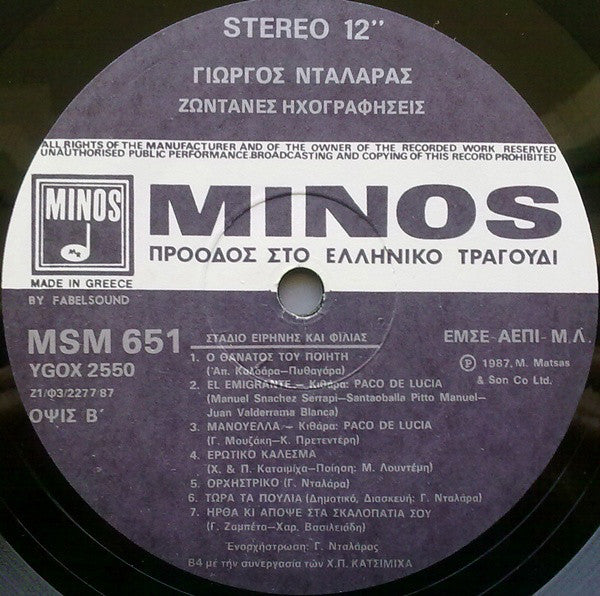 STEREO 12''
ΓΙΩΡΓΟΣ ΝΤΑΛΑΡΑΣ
ΖΩΝΤΑΝΕΣ ΗΧΟΓΡΑΦΗΣΕΙΣ
ALL RIGHTS OF THE MANUFACTURER AND OF THE OWNER OF THE RECORDED WORK RESERVED
UNAUTHORISED PUBLIC PERFORMANCE.BROADCASTING AND COPYING OF THIS RECORD PROHIBITED
MINOS
MR
MINOS
ΠΡΟΟΔΟΣ ΣΤΟ ΕΛΛΗΝΙΚΟ ΤΡΑΓΟΥΔΙ
MADE IN GREECE
BY FABELSOUND
MSM 651
YGOX 2550
Ζ1/Φ3/2277 87
ΟΨΙΣ Β΄
ΕΜΣΕ-ΑΕΠΙ-Μ.Λ.
Ⓟ 1987, M. Matsas
& Son Co Ltd.
ΣΤΑΔΙΟ ΕΙΡΗΝΗΣ ΚΑΙ ΦΙΛΙΑΣ
1. Ο ΘΑΝΑΤΟΣ ΤΟΥ ΠΟΙΗΤΗ
('Απ. Καλδάρα-Πυθαγόρα)
2. EL EMIGRANTE – Κιθάρα: PACO DE LUCIA
(Manuel Snachez Serrapi-Santaoballa Pitto Manuel-
Juan Valderrama Blanca)
3. ΜΑΝΟΥΕΛΛΑ – Κιθάρα: PACO DE LUCIA
(Γ. Μουζάκη-Κ. Πρετεντέρη)
4. ΕΡΩΤΙΚΟ ΚΑΛΕΣΜΑ
(Χ. & Π. Κατσιμίχα-Ποίηση: Μ. Λουντέμη)
5. ΟΡΧΗΣΤΡΙΚΟ (Γ. Νταλάρα)
6. ΤΩΡΑ ΤΑ ΠΟΥΛΙΑ (Δημοτικό, Διασκευή: Γ. Νταλάρα)
7. ΗΡΘΑ ΚΙ ΑΠΟΨΕ ΣΤΑ ΣΚΑΛΟΠΑΤΙΑ ΣΟΥ
(Γ. Ζαμπέτα-Χαρ. Βασιλειάδη)
Ενορχήστρωση: Γ. Νταλάρας
Β4 μέ τήν συνεργασία τών Χ.Π. ΚΑΤΣΙΜΙΧΑ